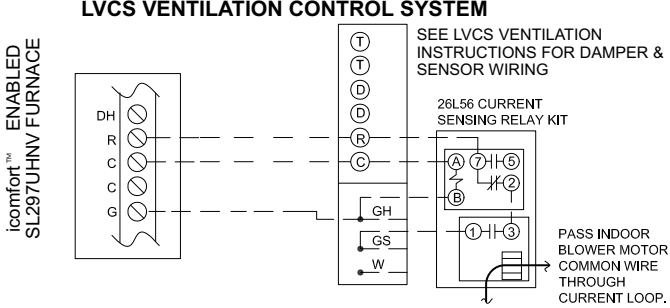 LVCS VENTILATION CONTROL SYSTEM
icomfort™ ENABLED
SL297UHNV FURNACE
DH
R
C
C
G
T
T
D
D
R
C
GH
GS
W
SEE LVCS VENTILATION
INSTRUCTIONS FOR DAMPER &
SENSOR WIRING
26L56 CURRENT
SENSING RELAY KIT
A 7 5
2
B
1 3
PASS INDOOR
BLOWER MOTOR
COMMON WIRE
THROUGH
CURRENT LOOP.